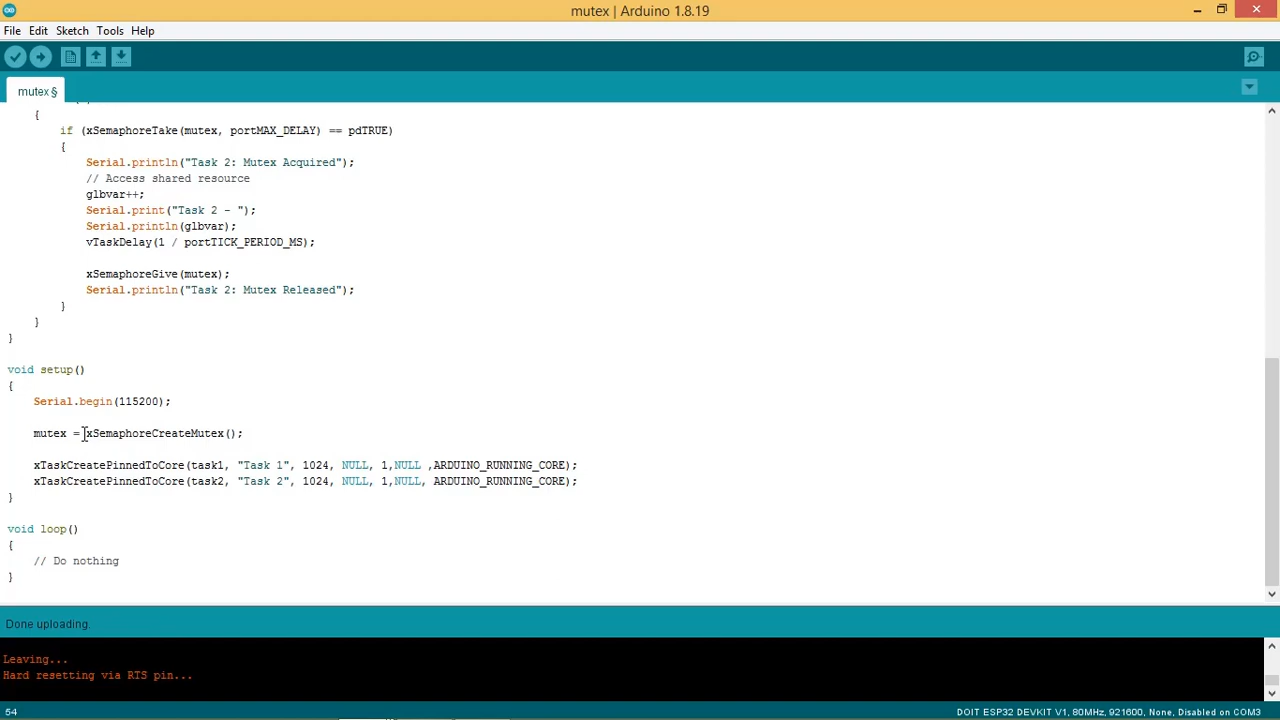 mutex | Arduino 1.8.19
File Edit Sketch Tools Help
mutex §
{
if (xSemaphoreTake(mutex, portMAX_DELAY) == pdTRUE)
{
Serial.println("Task 2: Mutex Acquired");
// Access shared resource
glbvar++;
Serial.print("Task 2 - ");
Serial.println(glbvar);
vTaskDelay(1 / portTICK_PERIOD_MS);
xSemaphoreGive(mutex);
Serial.println("Task 2: Mutex Released");
}
}
}
void setup()
{
Serial.begin(115200);
mutex = xSemaphoreCreateMutex();
xTaskCreatePinnedToCore(task1, "Task 1", 1024, NULL, 1,NULL ,ARDUINO_RUNNING_CORE);
xTaskCreatePinnedToCore(task2, "Task 2", 1024, NULL, 1,NULL, ARDUINO_RUNNING_CORE);
}
void loop()
{
// Do nothing
}
Done uploading.
Leaving...
Hard resetting via RTS pin...
54
DOIT ESP32 DEVKIT V1, 80MHz, 921600, None, Disabled on COM3